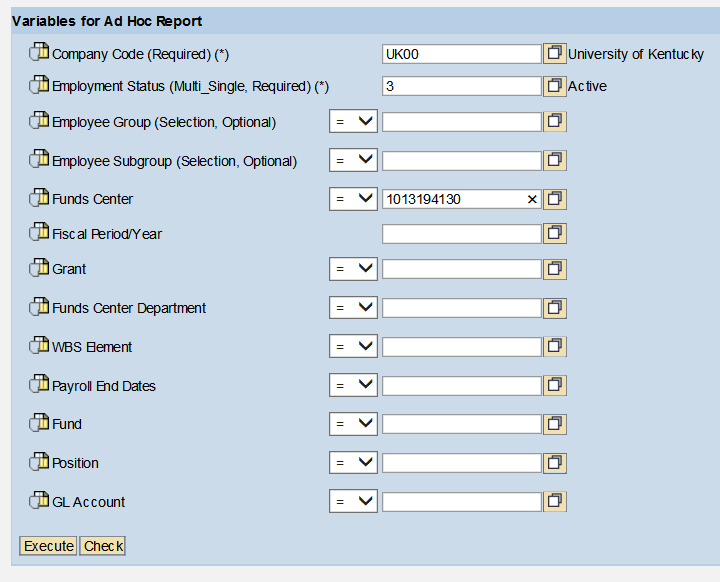 Variables for Ad Hoc Report
Company Code (Required) (*) UK00 University of Kentucky
Employment Status (Multi_Single, Required) (*) 3 Active
Employee Group (Selection, Optional) =
Employee Subgroup (Selection, Optional) =
Funds Center = 1013194130 ×
Fiscal Period/Year
Grant =
Funds Center Department =
WBS Element =
Payroll End Dates =
Fund =
Position =
GL Account =
Execute Check